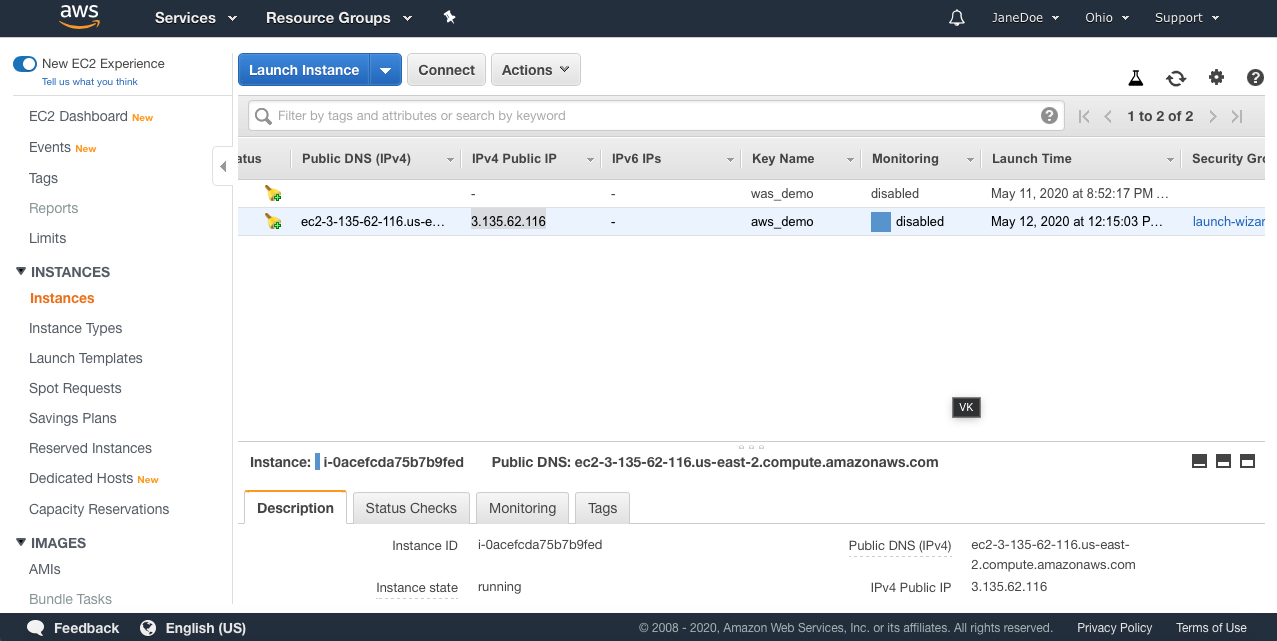 aws Services Resource Groups JaneDoe Ohio Support
New EC2 Experience
Tell us what you think
EC2 Dashboard New
Events New
Tags
Reports
Limits
INSTANCES
Instances
Instance Types
Launch Templates
Spot Requests
Savings Plans
Reserved Instances
Dedicated Hosts New
Capacity Reservations
IMAGES
AMIs
Bundle Tasks
Launch Instance Connect Actions
Filter by tags and attributes or search by keyword ? 1 to 2 of 2
atus Public DNS (IPv4) IPv4 Public IP IPv6 IPs Key Name Monitoring Launch Time Security Gro
- - was_demo disabled May 11, 2020 at 8:52:17 PM ...
ec2-3-135-62-116.us-e... 3.135.62.116 - aws_demo disabled May 12, 2020 at 12:15:03 P... launch-wizar
VK
Instance: i-0acefcda75b7b9fed Public DNS: ec2-3-135-62-116.us-east-2.compute.amazonaws.com
Description Status Checks Monitoring Tags
Instance ID i-0acefcda75b7b9fed Public DNS (IPv4) ec2-3-135-62-116.us-east-
2.compute.amazonaws.com
Instance state running IPv4 Public IP 3.135.62.116
Feedback English (US) © 2008 - 2020, Amazon Web Services, Inc. or its affiliates. All rights reserved. Privacy Policy Terms of Use